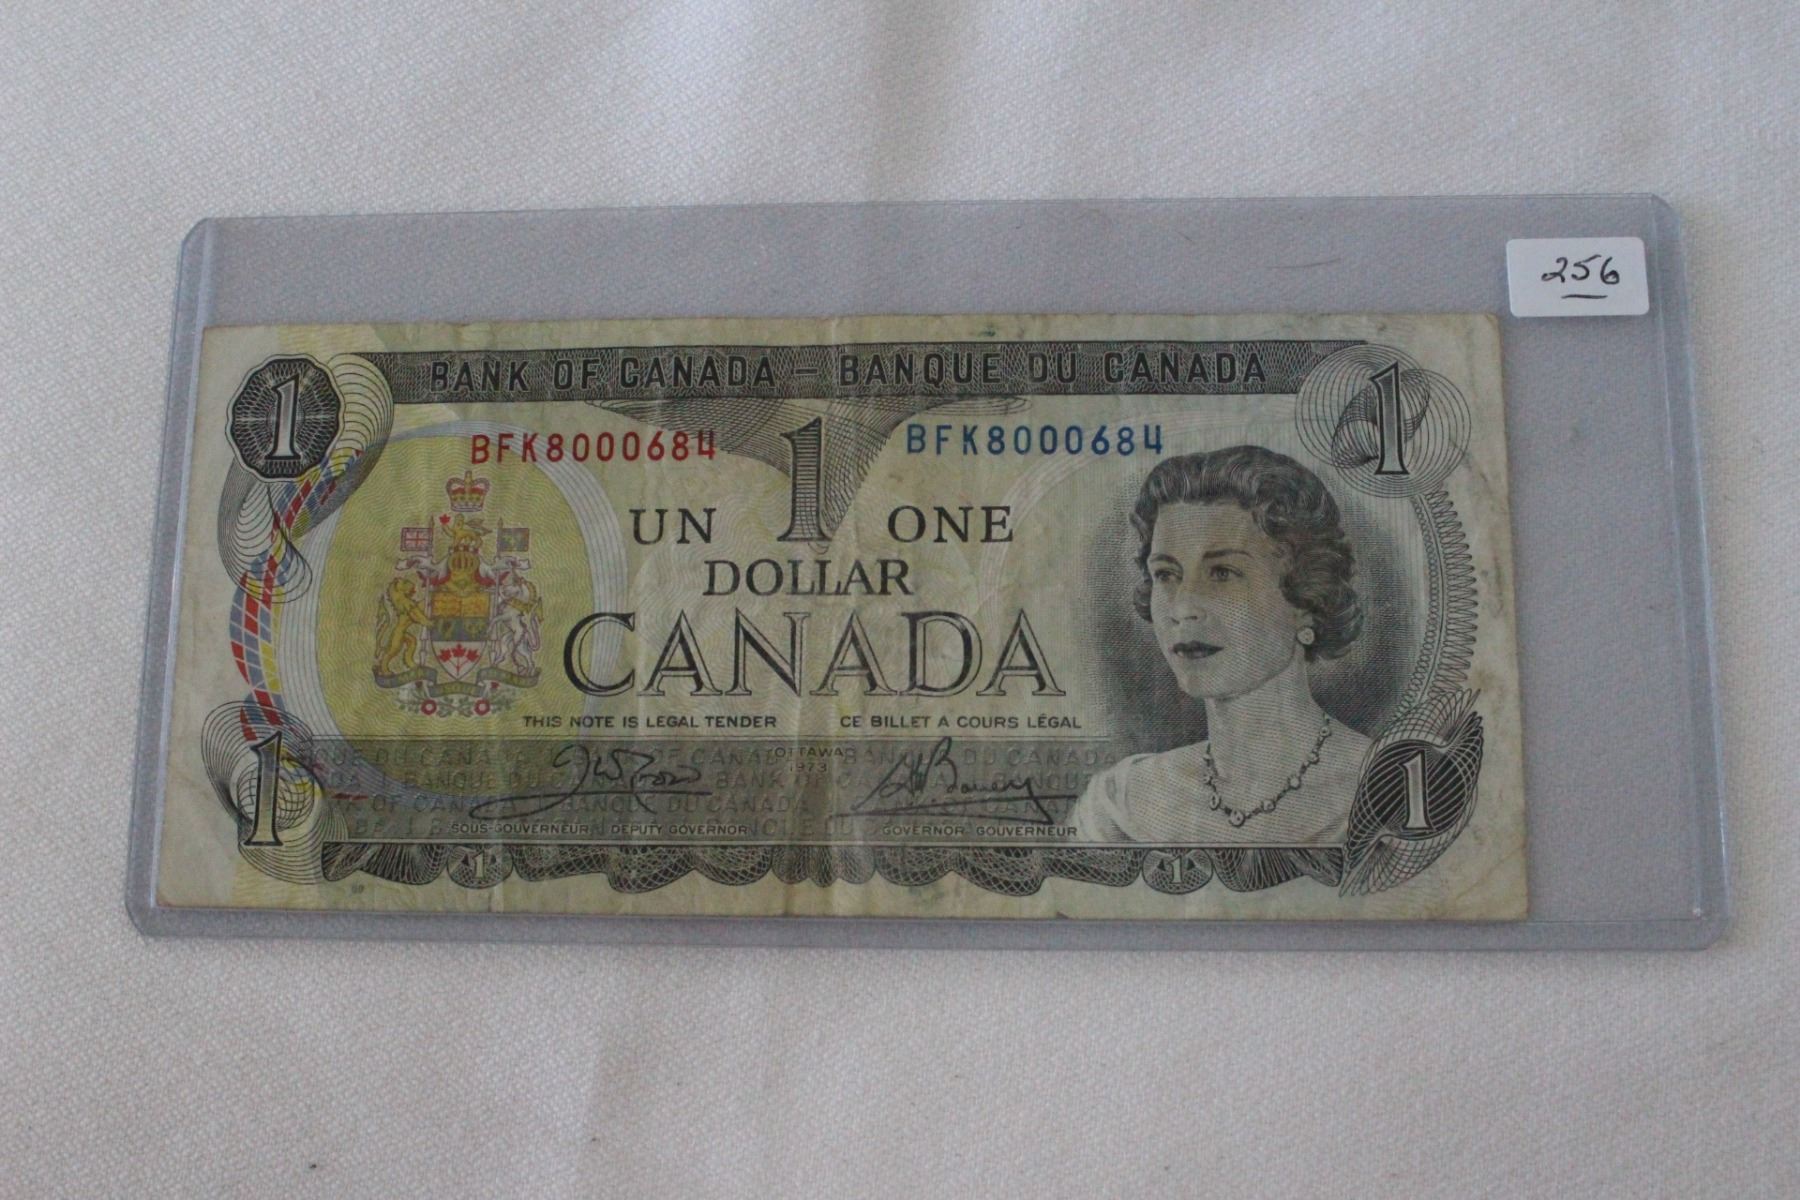 256
BANK OF CANADA – BANQUE DU CANADA
1 1
BFK8000684 1 BFK8000684
UN ONE
DOLLAR
CANADA
THIS NOTE IS LEGAL TENDER CE BILLET A COURS LÉGAL
OTTAWA
1973
SOUS-GOUVERNEUR DEPUTY GOVERNOR GOVERNOR GOUVERNEUR
1 1
1 1